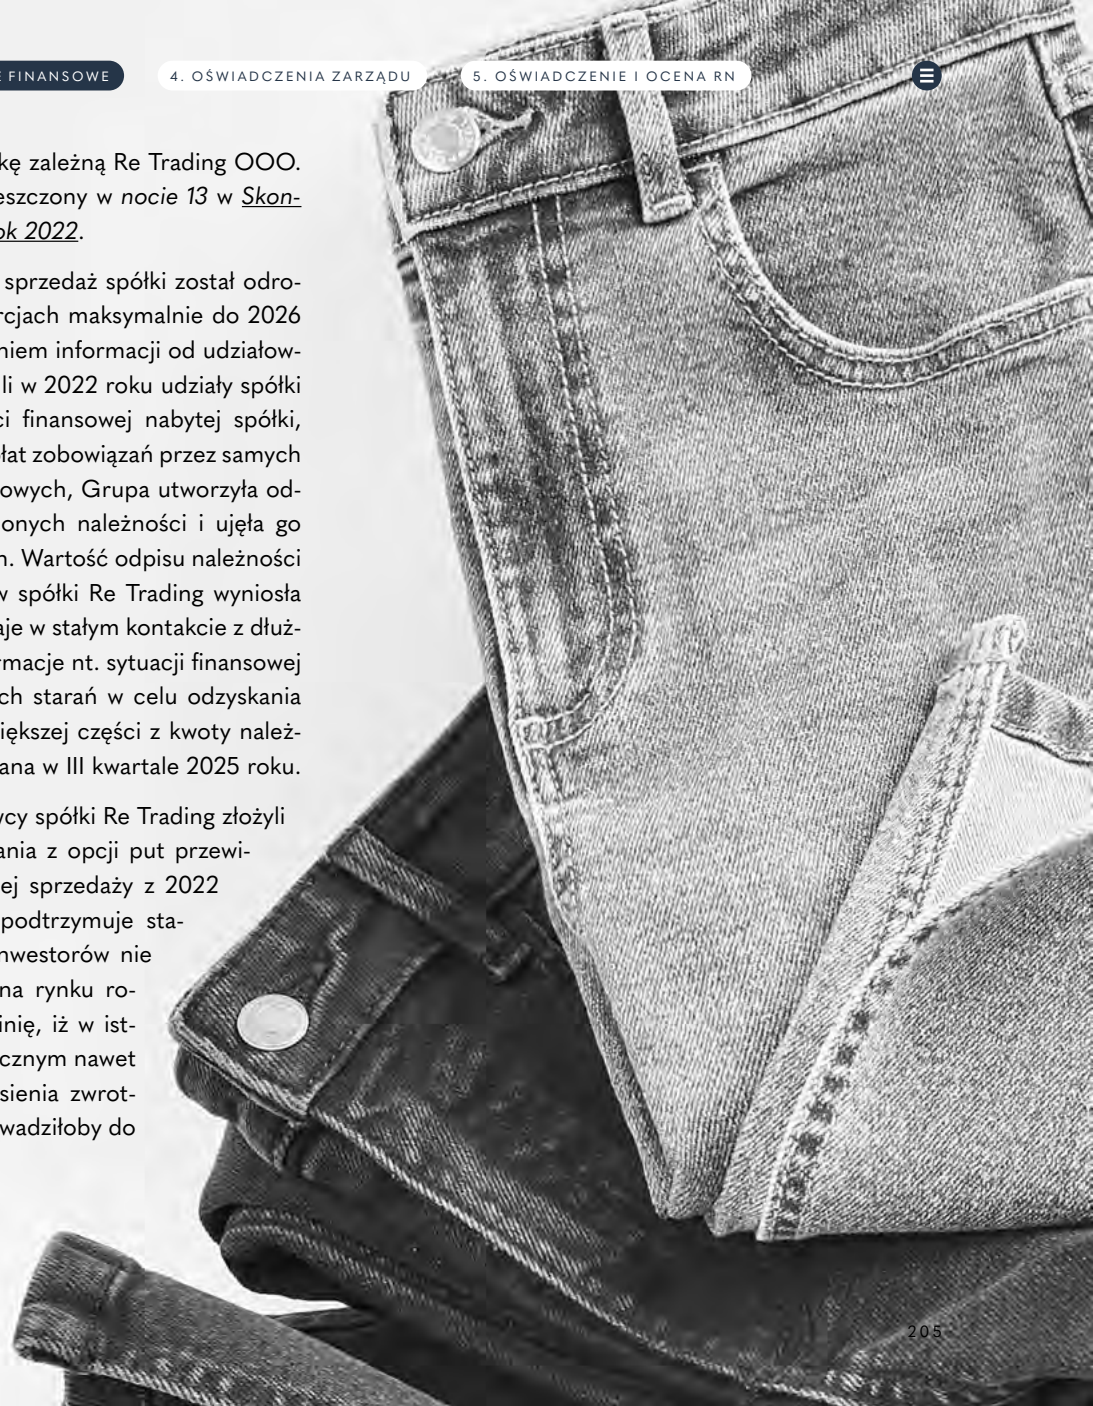 E FINANSOWE
4. OŚWIADCZENIA ZARZĄDU
5. OŚWIADCZENIE I OCENA RN
kę zależną Re Trading OOO.
eszczony w nocie 13 w Skon-
ok 2022.
sprzedaż spółki został odro-
rcjach maksymalnie do 2026
niem informacji od udziałow-
li w 2022 roku udziały spółki
ci finansowej nabytej spółki,
płat zobowiązań przez samych
owych, Grupa utworzyła od-
onych należności i ujęła go
n. Wartość odpisu należności
w spółki Re Trading wyniosła
aje w stałym kontakcie z dłuż-
rmacje nt. sytuacji finansowej
ch starań w celu odzyskania
iększej części z kwoty należ-
ana w III kwartale 2025 roku.
wcy spółki Re Trading złożyli
ania z opcji put przewi-
ej sprzedaży z 2022
podtrzymuje sta-
nwestorów nie
na rynku ro-
inię, iż w ist-
cznym nawet
sienia zwrot-
wadziłoby do
205